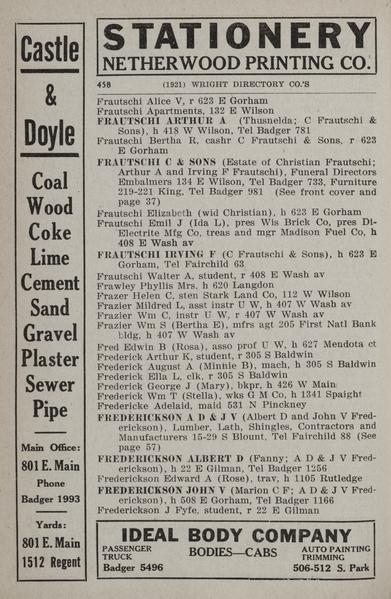 STATIONERY
NETHERWOOD PRINTING CO.
Castle
&
Doyle
Coal
Wood
Coke
Lime
Cement
Sand
Gravel
Plaster
Sewer
Pipe
Main Office:
801 E. Main
Phone
Badger 1993
Yards:
801 E. Main
1512 Regent
458 (1921) WRIGHT DIRECTORY CO.'S
Frautschi Alice V, r 623 E Gorham
Frautschi Apartments, 132 E Wilson
FRAUTSCHI ARTHUR A (Thusnelda; C Frautschi &
Sons), h 418 W Wilson, Tel Badger 781
Frautschi Bertha R, cashr C Frautschi & Sons, r 623
E Gorham
FRAUTSCHI C & SONS (Estate of Christian Frautschi;
Arthur A and Irving F Frautschi), Funeral Directors
Embalmers 134 E Wilson, Tel Badger 733, Furniture
219-221 King, Tel Badger 981 (See front cover and
page 37)
Frautschi Elizabeth (wid Christian), h 623 E Gorham
Frautschi Emil J (Ida L), pres Wis Brick Co, pres Di-
Electrite Mfg Co, treas and mgr Madison Fuel Co, h
408 E Wash av
FRAUTSCHI IRVING F (C Frautschi & Sons), h 623 E
Gorham, Tel Fairchild 63
Frautschi Walter A, student, r 408 E Wash av
Frawley Phyllis Mrs, h 620 Langdon
Frazer Helen C, sten Stark Land Co, 112 W Wilson
Frazier Mildred L, asst instr U W, h 407 W Wash av
Frazier Wm C, instr U W, r 407 W Wash av
Frazier Wm S (Bertha E), mfrs agt 205 First Natl Bank
bldg, h 407 W Wash av
Fred Edwin B (Rosa), asso prof U W, h 627 Mendota ct
Frederick Arthur K, student, r 305 S Baldwin
Frederick August A (Minnie B), mach, h 305 S Baldwin
Frederick Ella L, clk, r 305 S Baldwin
Frederick George J (Mary), bkpr, h 426 W Main
Frederick Wm T (Stella), wks G M Co, h 1341 Spaight
Fredericke Adelaid, maid 531 N Pinckney
FREDERICKSON A D & J V (Albert D and John V Fred-
erickson), Lumber, Lath, Shingles, Contractors and
Manufacturers 15-29 S Blount, Tel Fairchild 88 (See
page 57)
FREDERICKSON ALBERT D (Fanny; A D & J V Fred-
erickson), h 22 E Gilman, Tel Badger 1256
Frederickson Edward A (Rose), trav, h 1105 Rutledge
FREDERICKSON JOHN V (Marion C F; A D & J V Fred-
erickson), h 508 E Gorham, Tel Badger 1166
Frederickson J Fyfe, student, r 22 E Gilman
IDEAL BODY COMPANY
PASSENGER
TRUCK
BODIES—CABS
AUTO PAINTING
TRIMMING
Badger 5496
506-512 S. Park